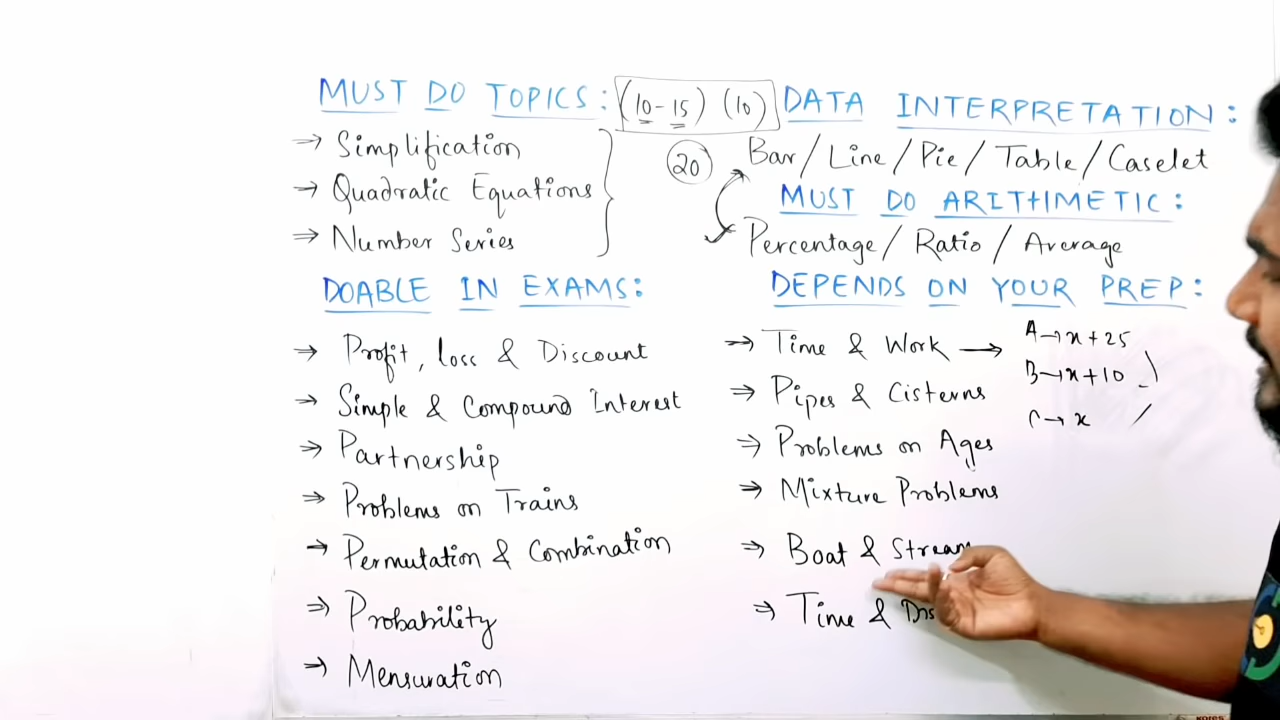 MUST DO TOPICS: (10-15) (10)
→ Simplification
→ Quadratic Equations
→ Number Series
DATA INTERPRETATION:
20
Bar / Line / Pie / Table / Caselet
MUST DO ARITHMETIC:
Percentage / Ratio / Average
DOABLE IN EXAMS:
→ Profit, loss & Discount
→ Simple & Compound Interest
→ Partnership
→ Problems on Trains
→ Permutation & Combination
→ Probability
→ Mensuration
DEPENDS ON YOUR PREP:
→ Time & Work →
A→x+25
B→x+10
C→x
→ Pipes & Cisterns
→ Problems on Ages
→ Mixture Problems
→ Boat & Stream
→ Time & Dis